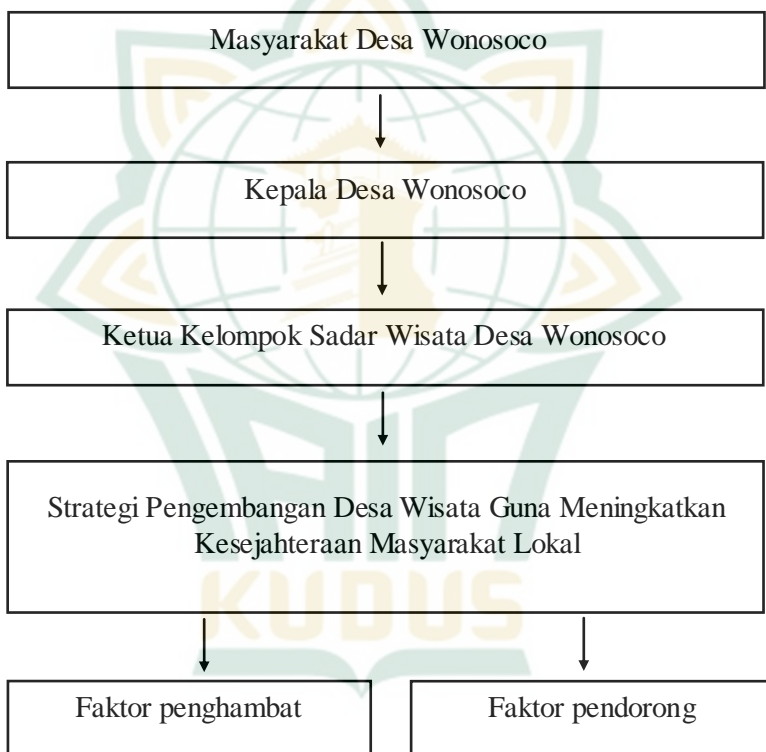 Masyarakat Desa Wonosoco
Kepala Desa Wonosoco
Ketua Kelompok Sadar Wisata Desa Wonosoco
Strategi Pengembangan Desa Wisata Guna Meningkatkan
Kesejahteraan Masyarakat Lokal
IAIN
KUDUS
Faktor penghambat
Faktor pendorong